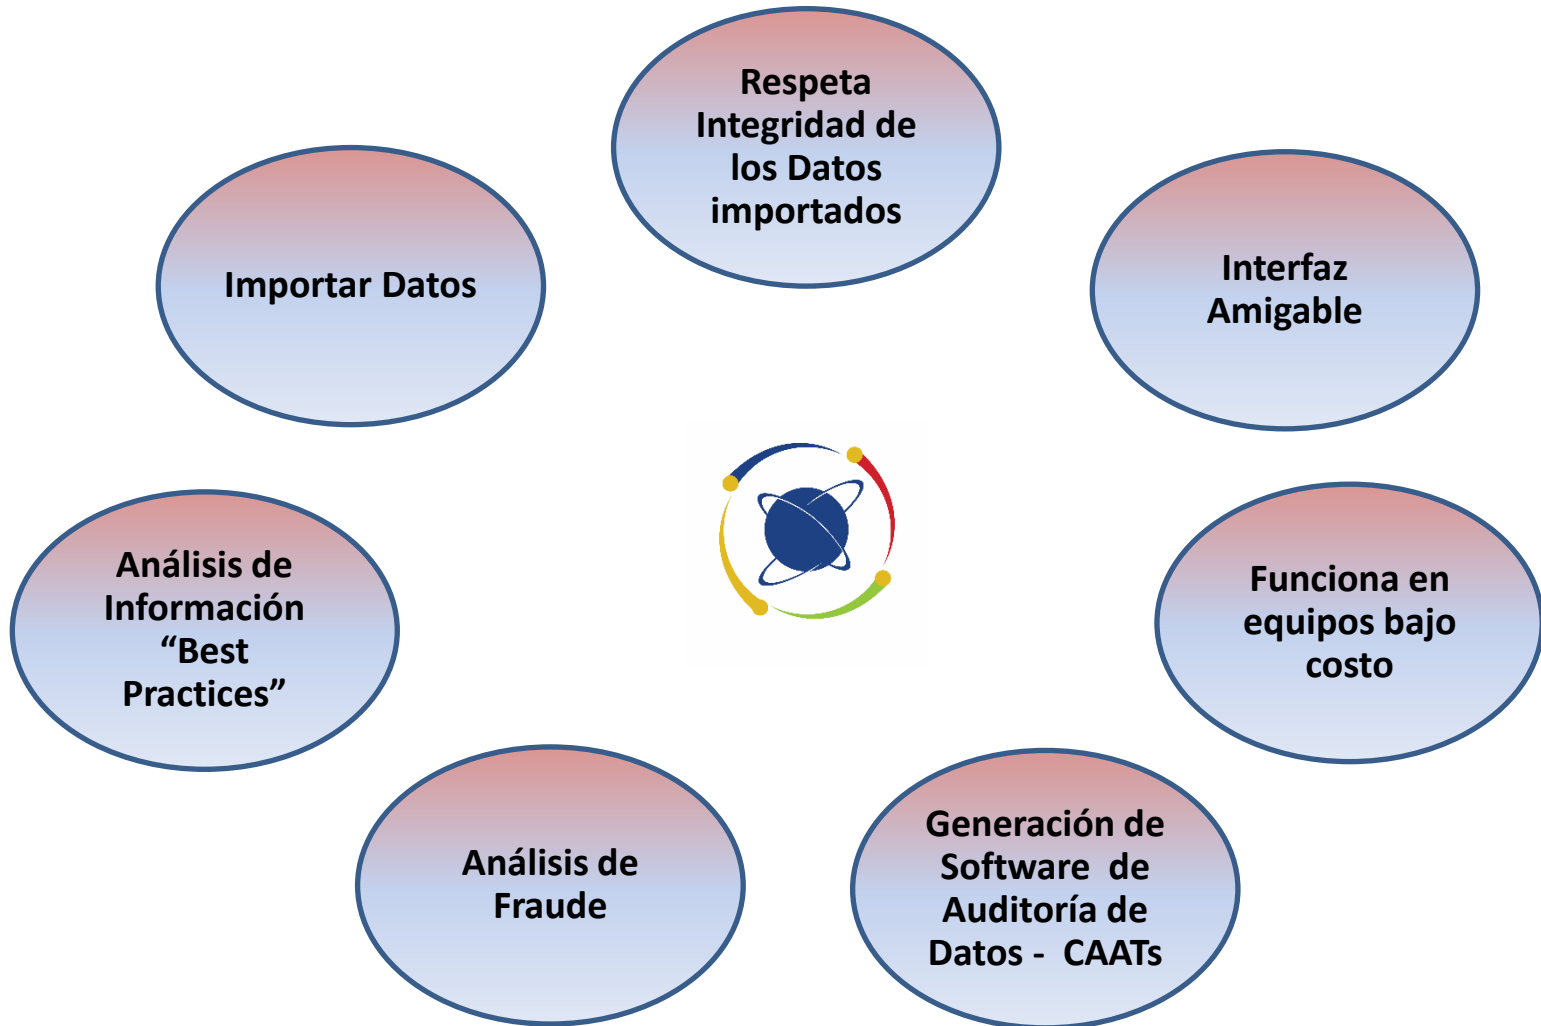 Respeta
Integridad de
los Datos
importados
Importar Datos
Interfaz
Amigable
Análisis de
Información
“Best
Practices”
Funciona en
equipos bajo
costo
Análisis de
Fraude
Generación de
Software de
Auditoría de
Datos - CAATs